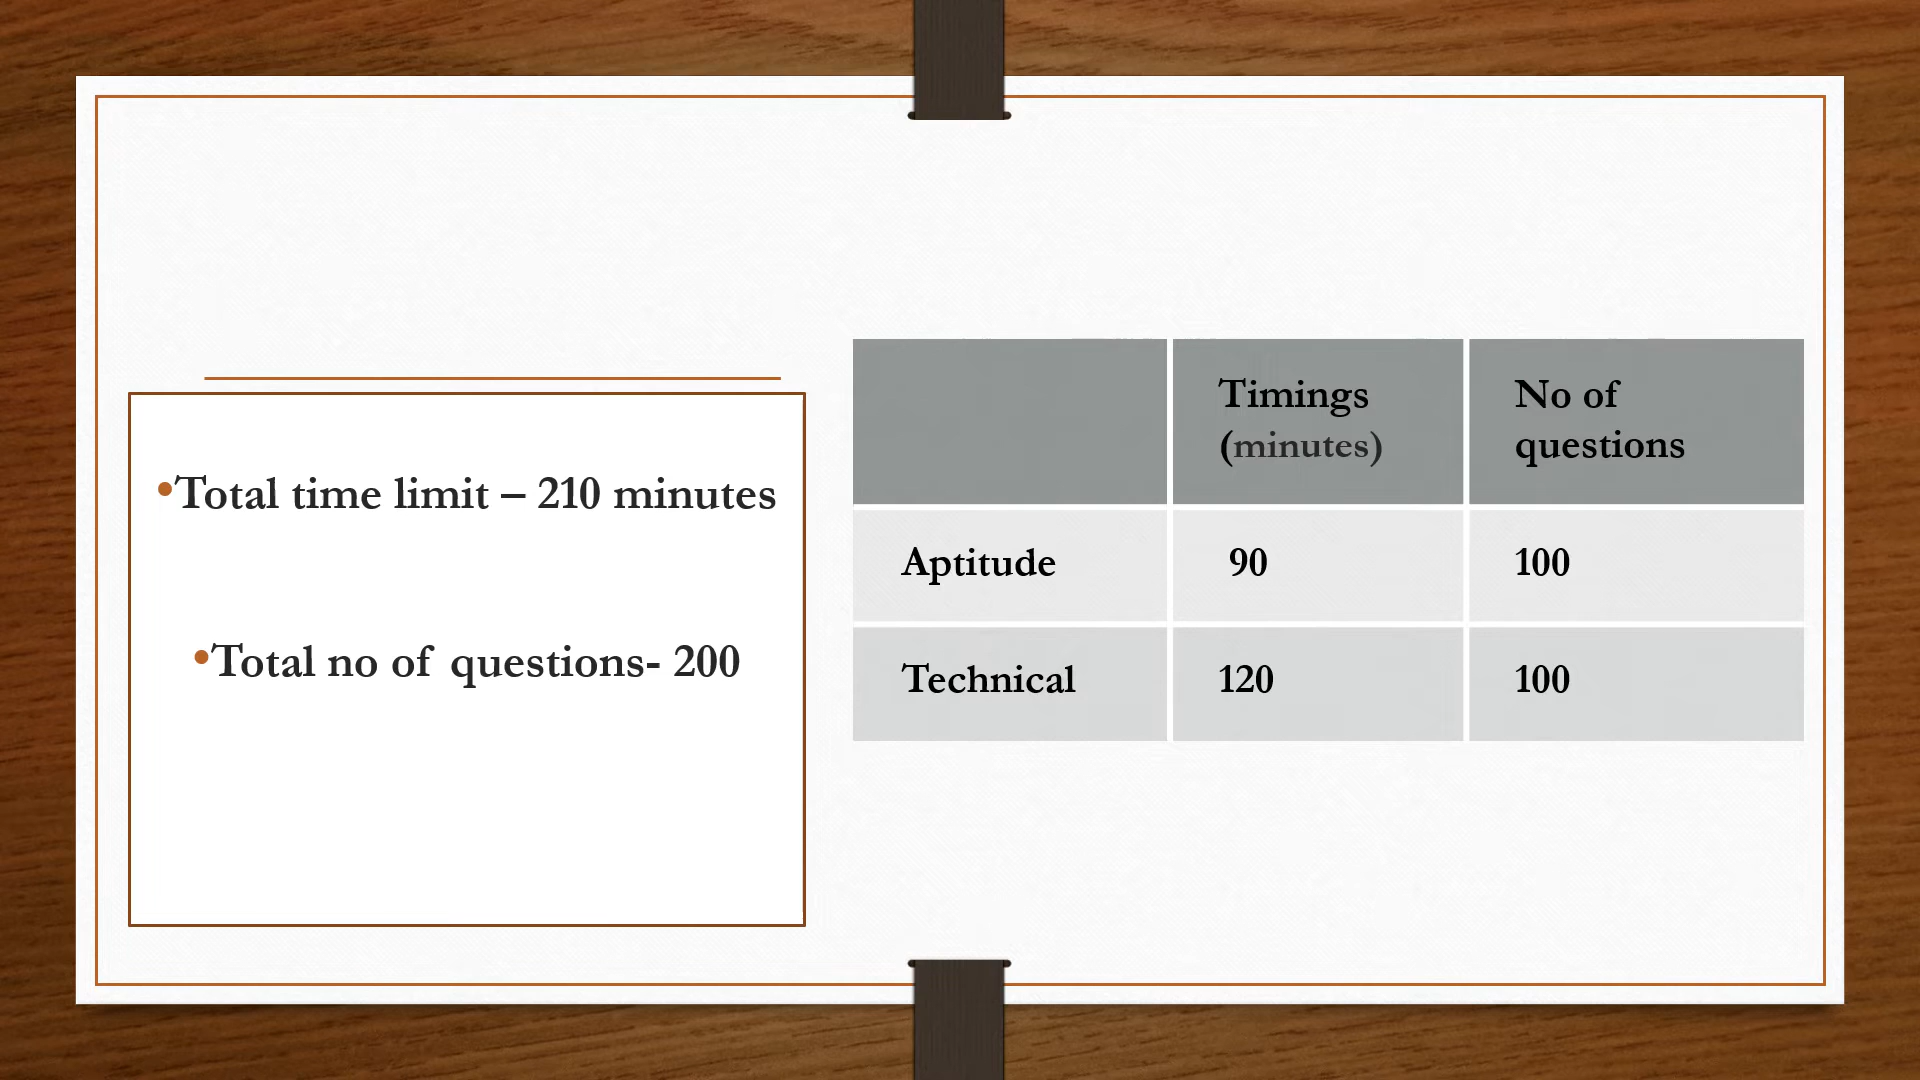 •Total time limit – 210 minutes
•Total no of questions- 200
Timings
(minutes)
No of
questions
Aptitude 90 100
Technical 120 100